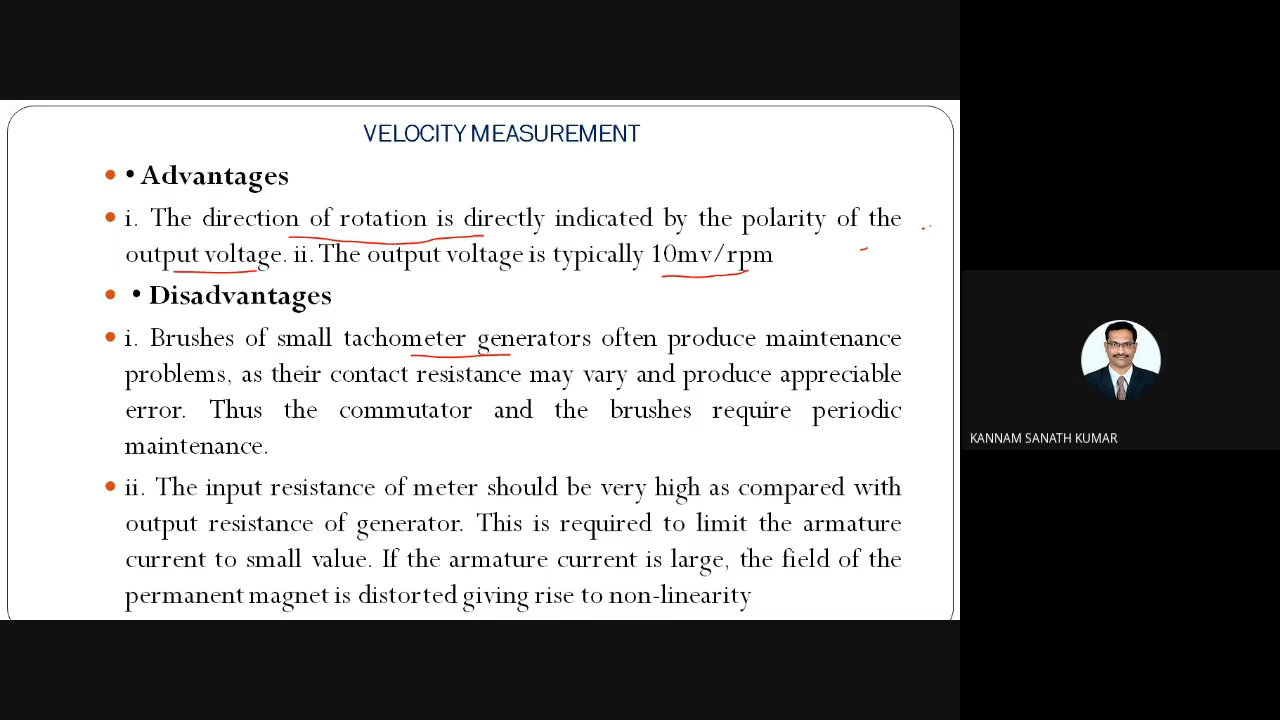 VELOCITY MEASUREMENT
• • Advantages
• i. The direction of rotation is directly indicated by the polarity of the
output voltage. ii. The output voltage is typically 10mv/rpm
• • Disadvantages
• i. Brushes of small tachometer generators often produce maintenance
problems, as their contact resistance may vary and produce appreciable
error. Thus the commutator and the brushes require periodic
maintenance.
• ii. The input resistance of meter should be very high as compared with
output resistance of generator. This is required to limit the armature
current to small value. If the armature current is large, the field of the
permanent magnet is distorted giving rise to non-linearity
KANNAM SANATH KUMAR